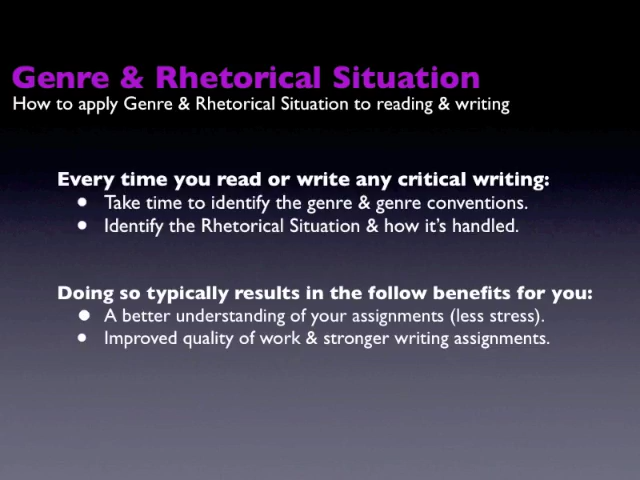 Genre & Rhetorical Situation
How to apply Genre & Rhetorical Situation to reading & writing
Every time you read or write any critical writing:
• Take time to identify the genre & genre conventions.
• Identify the Rhetorical Situation & how it's handled.
Doing so typically results in the follow benefits for you:
• A better understanding of your assignments (less stress).
• Improved quality of work & stronger writing assignments.